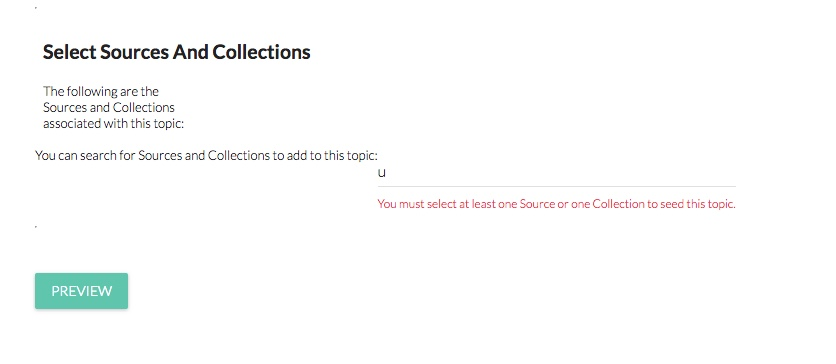 Select Sources And Collections
The following are the
Sources and Collections
associated with this topic:
You can search for Sources and Collections to add to this topic:
u
You must select at least one Source or one Collection to seed this topic.
PREVIEW